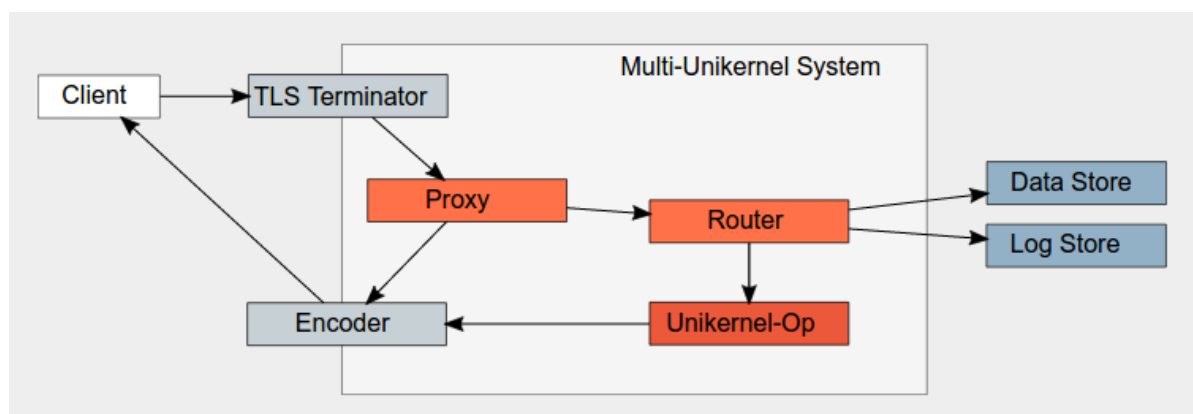 Multi-Unikernel System
Client
TLS Terminator
Proxy
Data Store
Router
Log Store
Encoder
Unikernel-Op